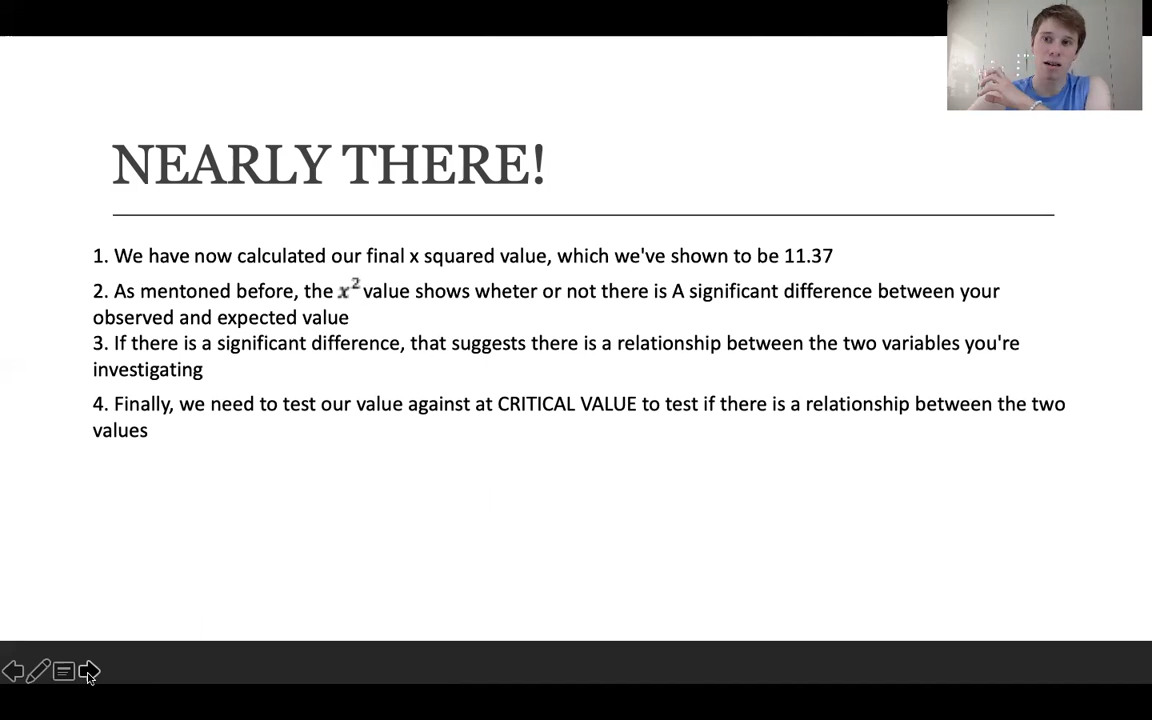 NEARLY THERE!
1. We have now calculated our final x squared value, which we've shown to be 11.37
2. As mentoned before, the x² value shows wheter or not there is A significant difference between your
observed and expected value
3. If there is a significant difference, that suggests there is a relationship between the two variables you're
investigating
4. Finally, we need to test our value against at CRITICAL VALUE to test if there is a relationship between the two
values